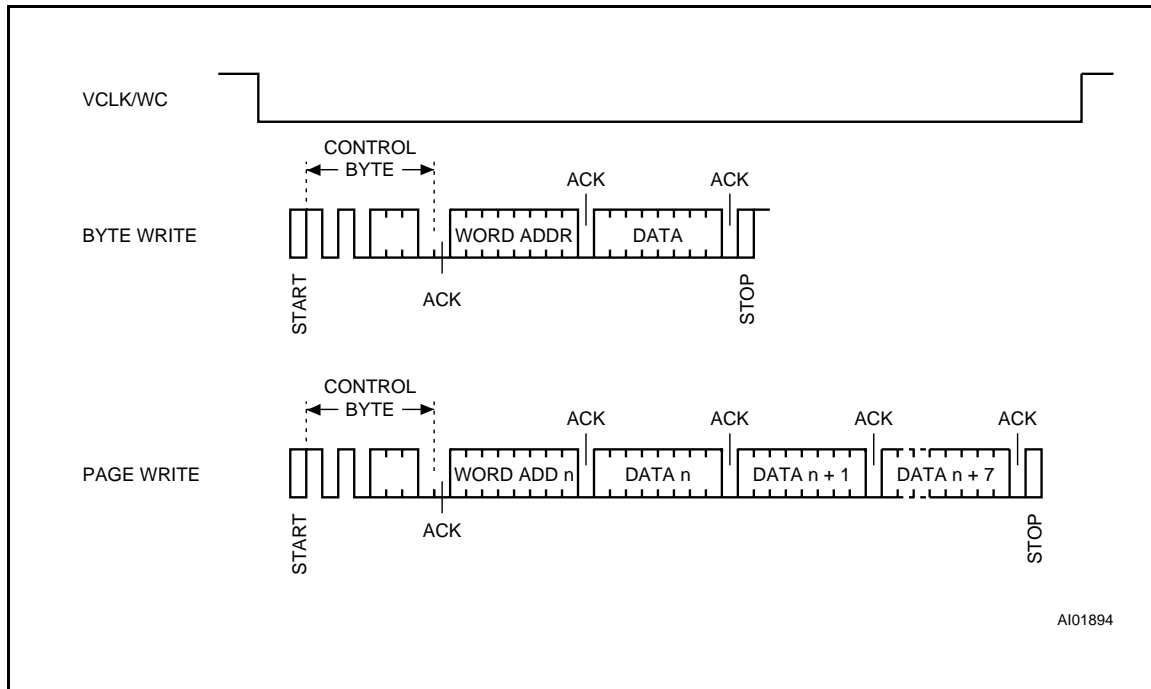 VCLK/WC
CONTROL
BYTE
ACK
ACK
BYTE WRITE
WORD ADDR
DATA
START
ACK
STOP
CONTROL
BYTE
ACK
ACK
ACK
ACK
PAGE WRITE
WORD ADD n
DATA n
DATA n + 1
DATA n + 7
START
ACK
STOP
AI01894